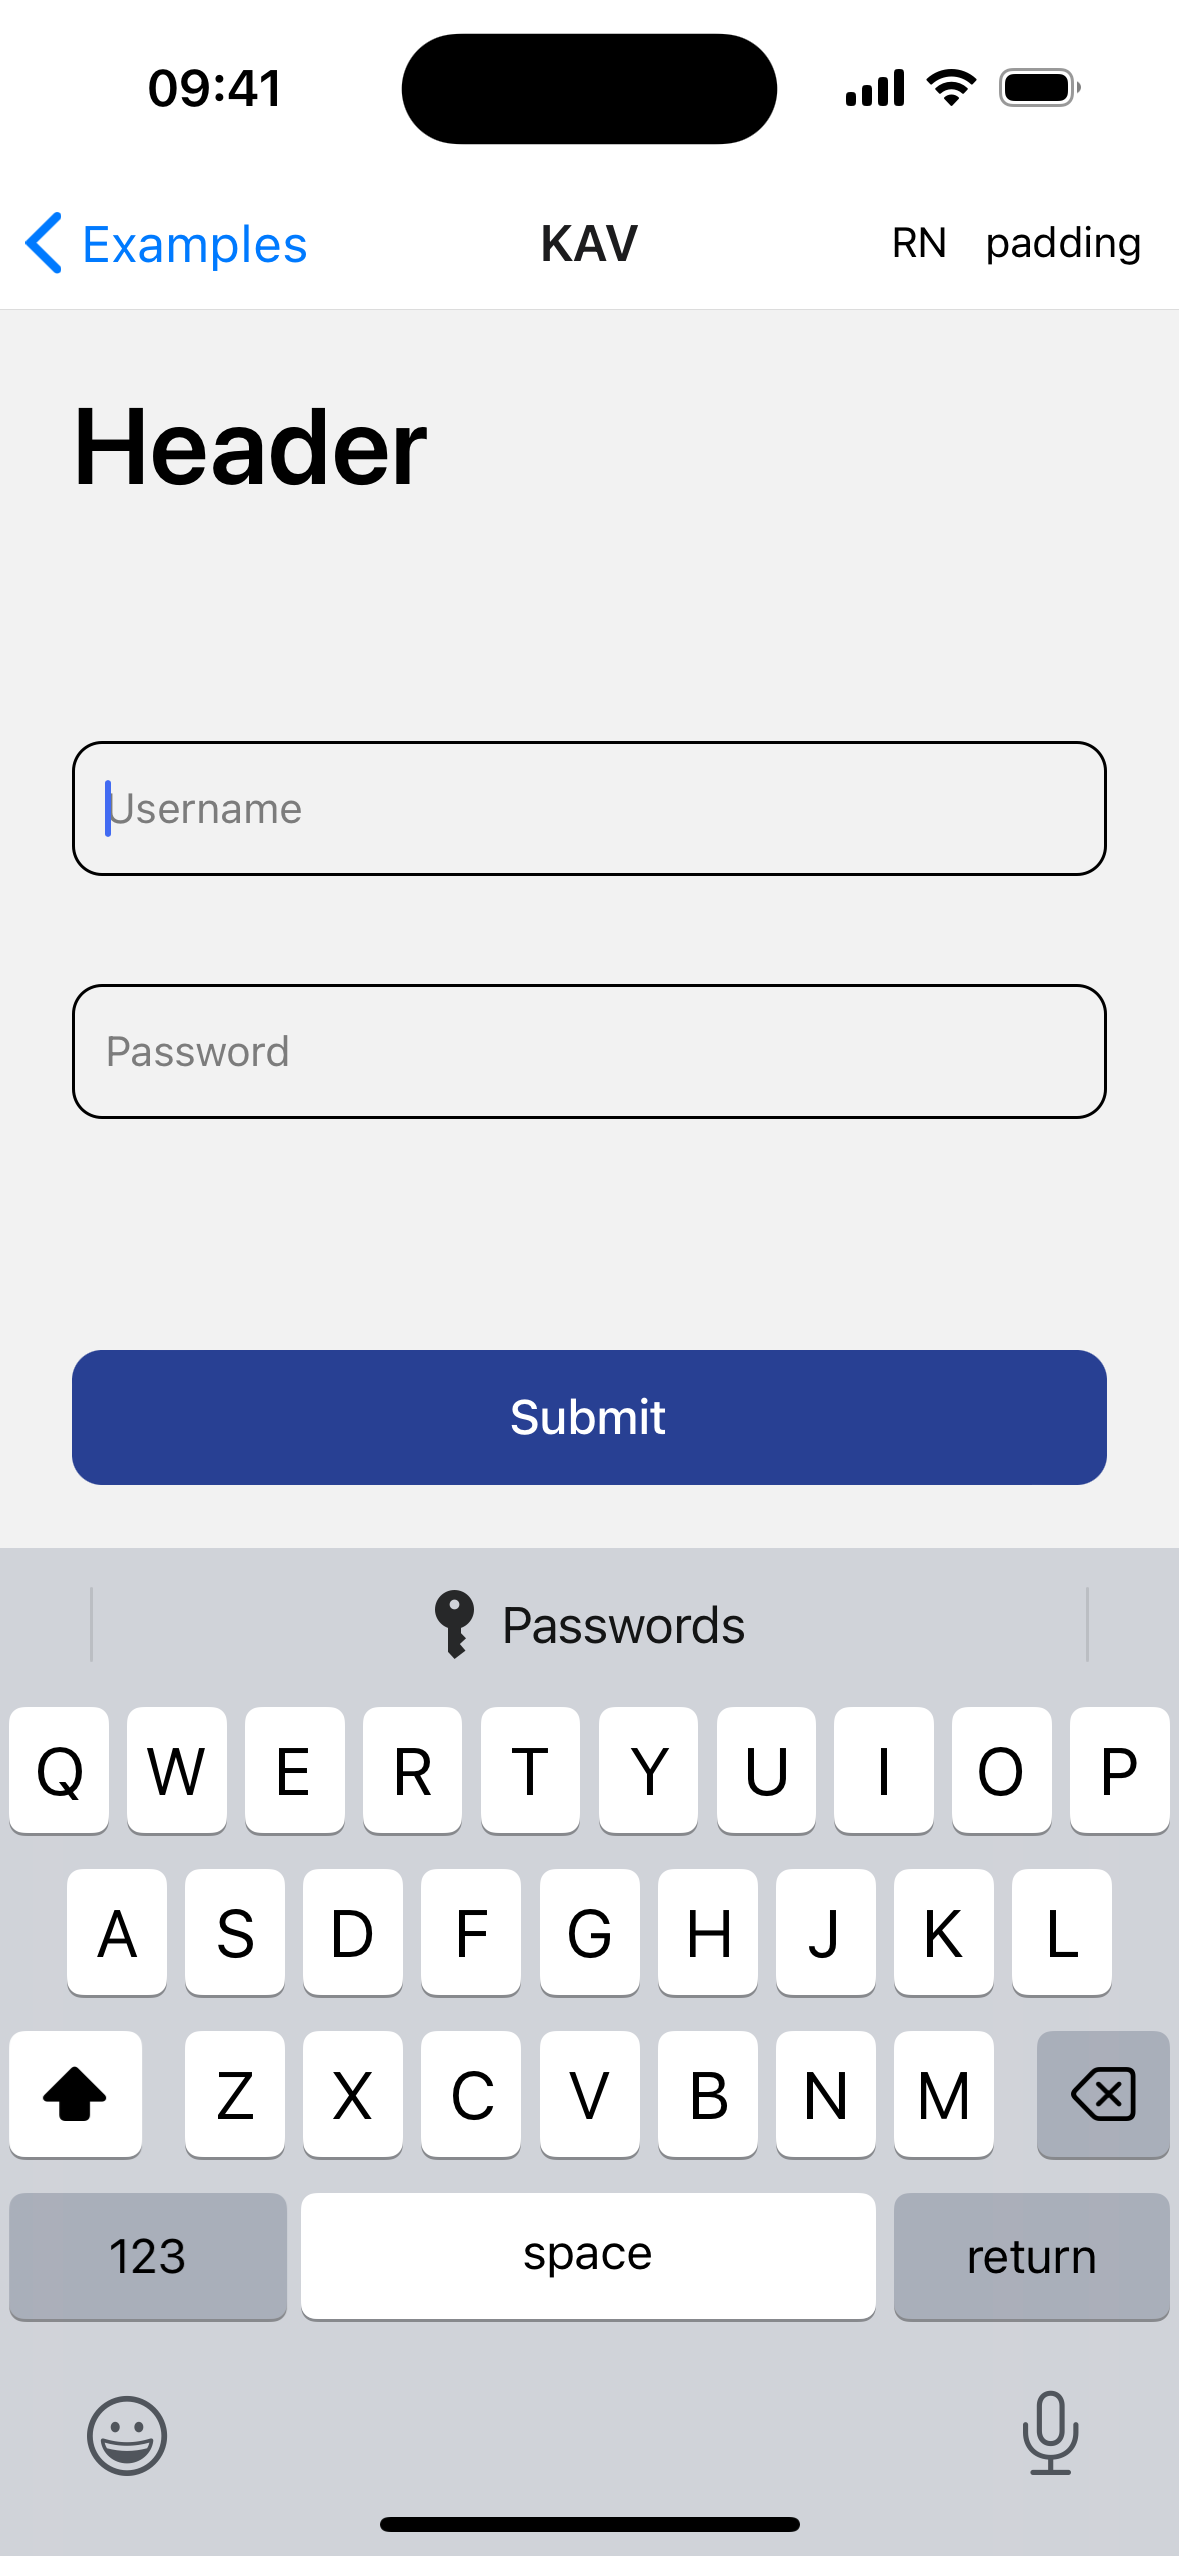 09:41
Examples KAV RN padding
Header
Username
Password
Submit
Passwords
Q W E R T Y U I O P
A S D F G H J K L
Z X C V B N M
123 space return